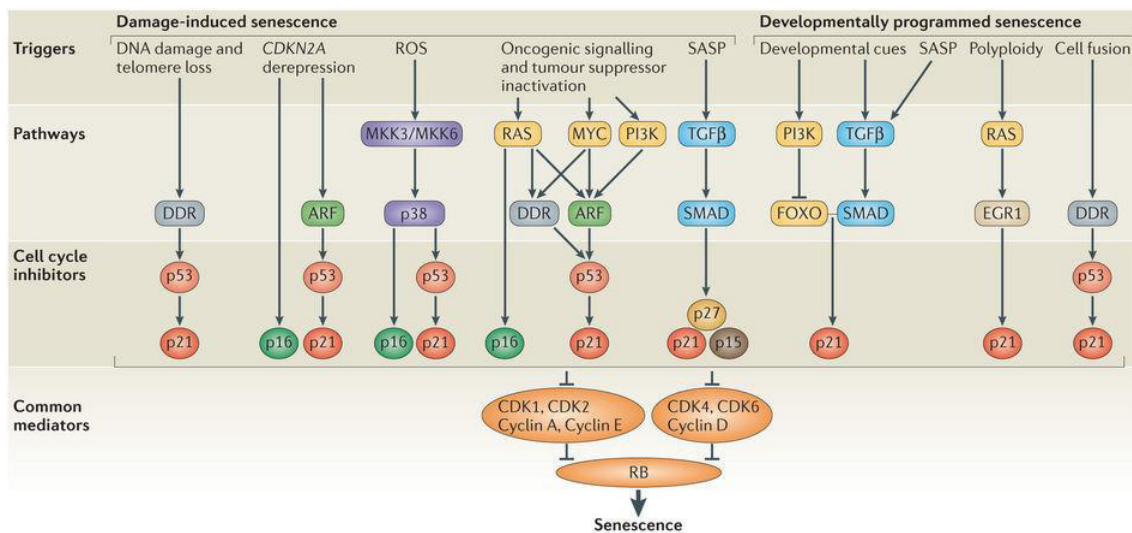 Damage-induced senescence
Developmentally programmed senescence
Triggers
DNA damage and
telomere loss
CDKN2A
derepression
ROS
Oncogenic signalling
and tumour suppressor
inactivation
SASP
Developmental cues
SASP
Polyploidy
Cell fusion
Pathways
MKK3/MKK6
RAS
MYC
PI3K
TGFβ
PI3K
TGFβ
RAS
DDR
ARF
p38
DDR
ARF
SMAD
FOXO
SMAD
EGR1
DDR
Cell cycle
inhibitors
p53
p53
p53
p53
p53
p27
p21
p16
p21
p16
p21
p16
p21
p21
p15
p21
p21
p21
Common
mediators
CDK1, CDK2
Cyclin A, Cyclin E
CDK4, CDK6
Cyclin D
RB
Senescence